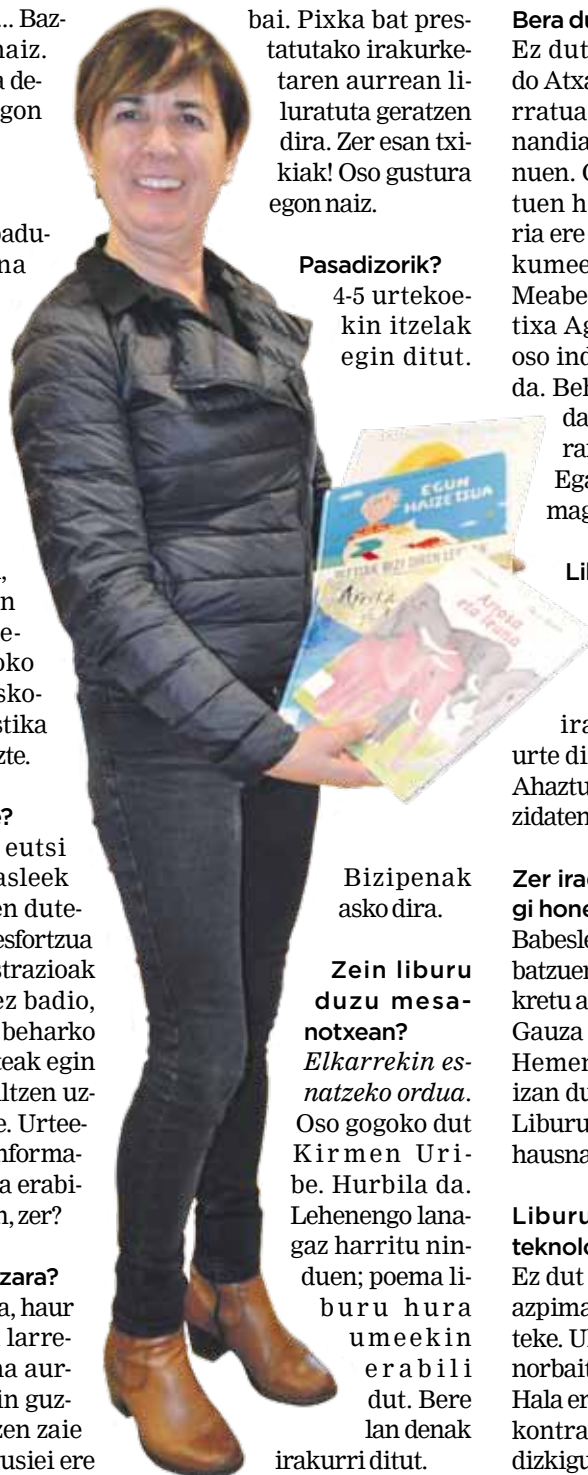 ... Baz-
naiz.
a de-
gon
badu-
na
,
n
e-
oko
sko-
stika
zte.
?
eutsi
asleek
en dute-
esfortzua
strazioak
ez badio,
beharko
teak egin
ltzen uz-
e. Urtee-
nforma-
a erabi-
n, zer?
zara?
a, haur
larre-
na aur-
in guz-
zen zaie
usiei ere
bai. Pixka bat pres-
tatutako irakurke-
taren aurrean li-
luratuta geratzen
dira. Zer esan txi-
kiak! Oso gustura
egon naiz.
Pasadizorik?
4-5 urtekoe-
kin itzelak
egin ditut.
EGUN
HAIZETSUA
Arrosa
eta leuna
Bizipenak
asko dira.
Zein liburu
duzu mesa-
notxean?
Elkarrekin es-
natzeko ordua.
Oso gogoko dut
Kirmen Uri-
be. Hurbila da.
Lehenengo lana-
gaz harritu nin-
duen; poema li-
buru hura
umeekin
erabili
dut. Bere
lan denak
irakurri ditut.
Bera du
Ez dut
do Atxa
rratua
nandia
nuen. 
tuen h
ria ere
kumee
Meabe
tixa Ag
oso ind
da. Beh
da
ra
Ega
mag
Li
ira
urte di
Ahaztu
zidaten
Zer ira
gi hone
Babesle
batzuen
kretu a
Gauza
Hemen
izan du
Liburu
hausna
Liburu
teknolo
Ez dut
azpima
teke. U
norbait
Hala er
kontra
dizkigu